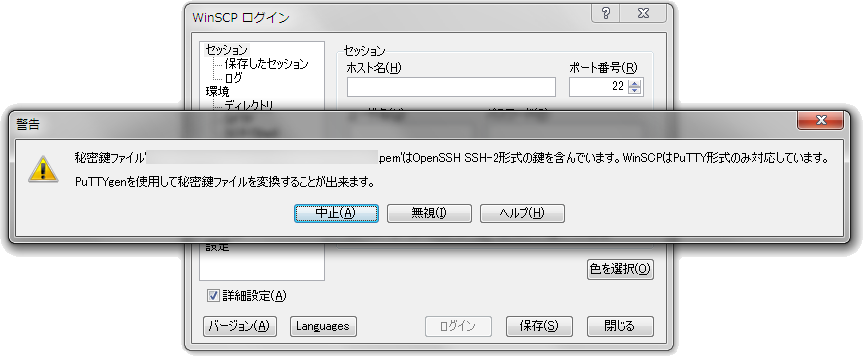 WinSCP ログイン
セッション
保存したセッション
ログ
環境
ディレクトリ
セッション
ホスト名(H)
ポート番号(R)
22
警告
秘密鍵ファイル'
.pem'はOpenSSH SSH-2形式の鍵を含んでいます。WinSCPはPuTTY形式のみ対応しています。
PuTTYgenを使用して秘密鍵ファイルを変換することが出来ます。
中止(A)
無視(I)
ヘルプ(H)
設定
色を選択(O)
詳細設定(A)
バージョン(A)
Languages
ログイン
保存(S)
閉じる